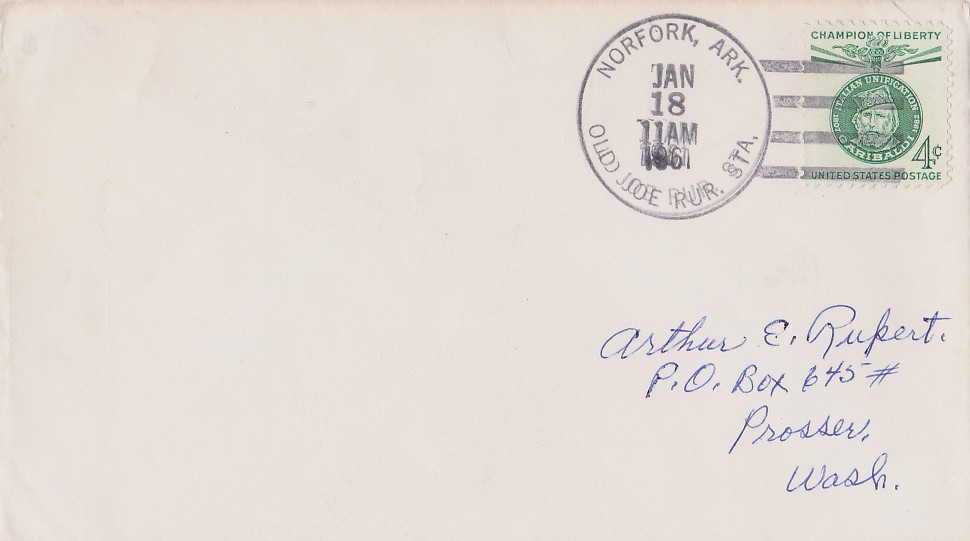 NORFORK, ARK.
JAN
18
11AM
1961
OLD JOE RUR. STA.
CHAMPION OF LIBERTY
ITALIAN UNIFICATION
1807 1882
GARIBALDI
4¢
UNITED STATES POSTAGE
Arthur E. Rupert.
P.O. Box 645 #
Prosser,
Wash.